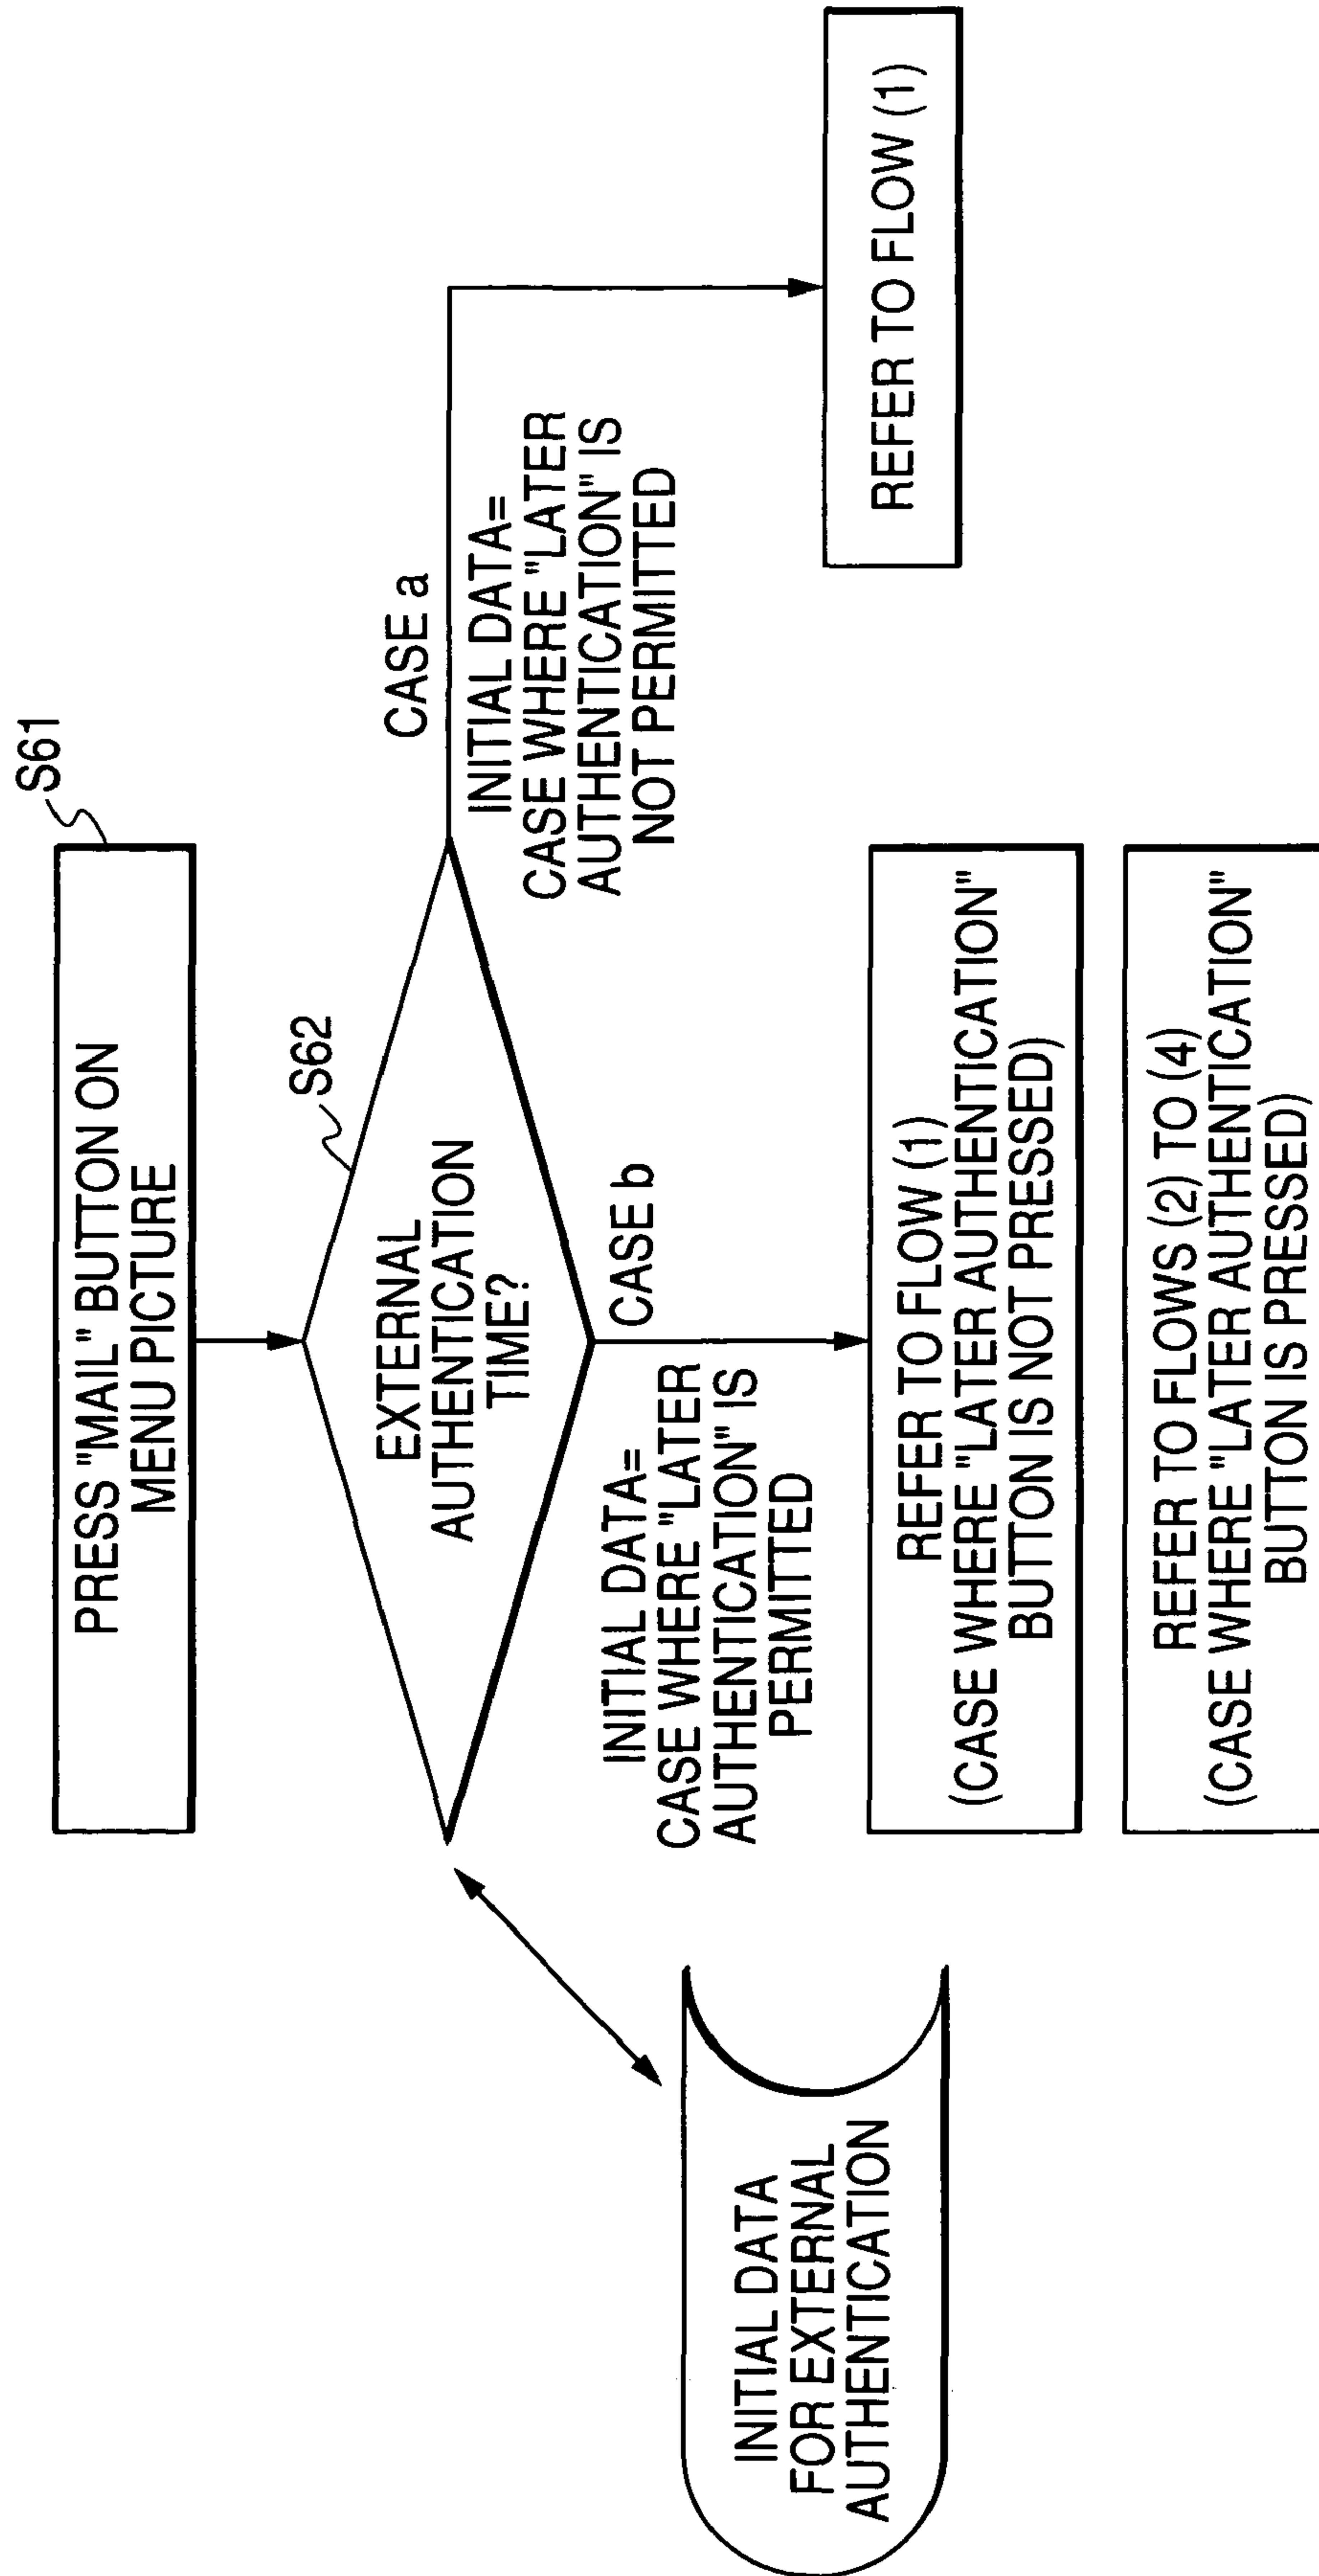 S61
PRESS "MAIL" BUTTON ON
MENU PICTURE
S62
EXTERNAL
AUTHENTICATION
TIME?
CASE a
INITIAL DATA=
CASE WHERE "LATER
AUTHENTICATION" IS
NOT PERMITTED
REFER TO FLOW (1)
CASE b
INITIAL DATA=
CASE WHERE "LATER
AUTHENTICATION" IS
PERMITTED
INITIAL DATA
FOR EXTERNAL
AUTHENTICATION
REFER TO FLOW (1)
(CASE WHERE "LATER AUTHENTICATION"
BUTTON IS NOT PRESSED)
REFER TO FLOWS (2) TO (4)
(CASE WHERE "LATER AUTHENTICATION"
BUTTON IS PRESSED)